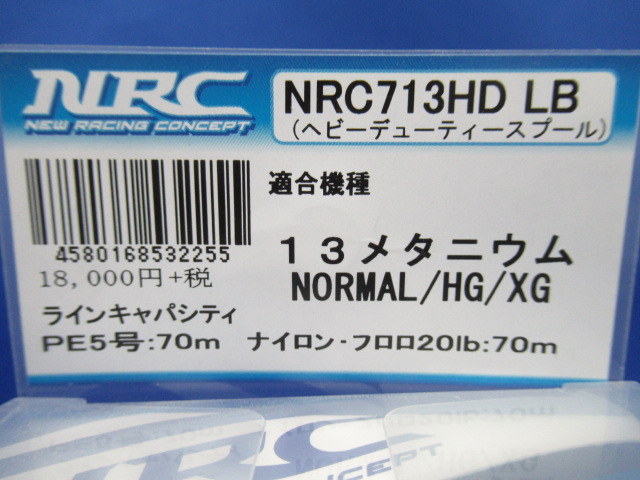 NRC
NEW RACING CONCEPT
NRC713HD LB
(ヘビーデューティースプール)
適合機種
4580168532255
18,000円+税
13メタニウム
NORMAL/HG/XG
ラインキャパシティ
PE5号:70m ナイロン・フロロ20lb:70m
NRC
CONCEPT